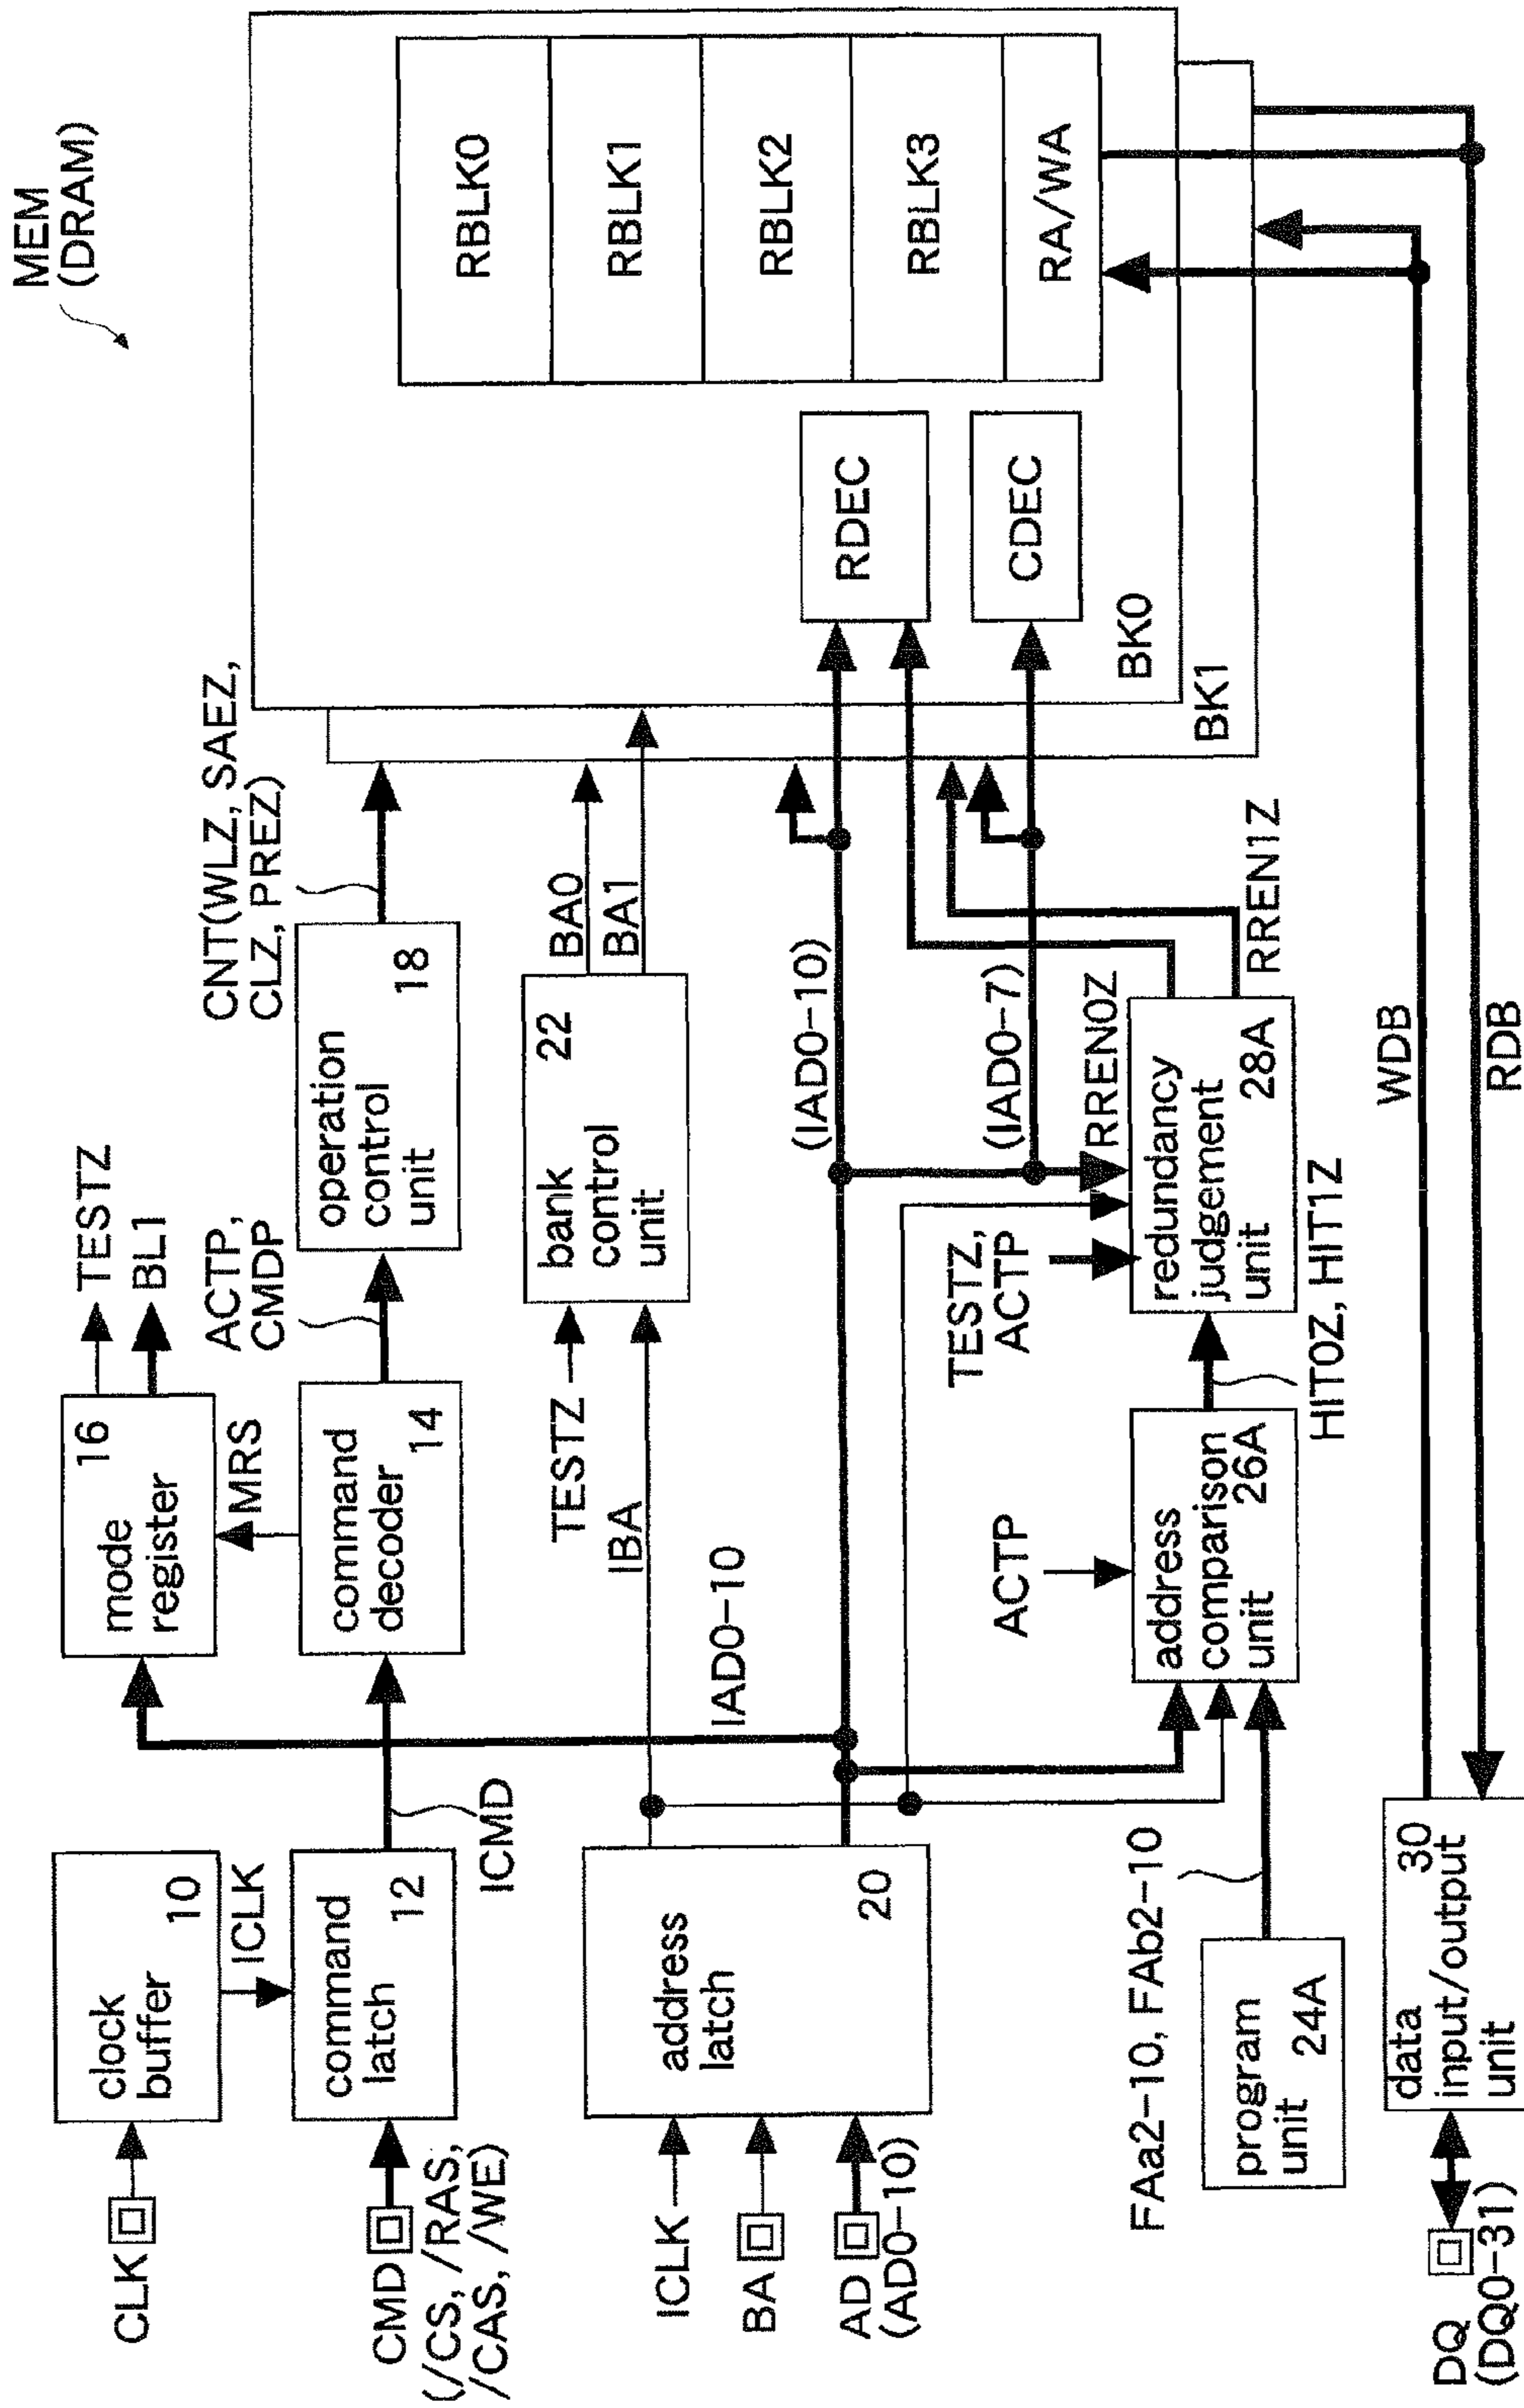 MEM
(DRAM)
CLK
clock
buffer
10
ICLK
CMD
(/CS, /RAS,
/CAS, /WE)
command
latch
12
ICMD
mode
register
16
TESTZ
BL1
MRS
command
decoder
14
ACTP,
CMDP
operation
control
unit
18
CNT(WLZ, SAEZ,
CLZ, PREZ)
ICLK
BA
AD
(AD0-10)
address
latch
20
IBA
IAD0-10
TESTZ
bank
control
unit
22
BA0
BA1
(IAD0-10)
(IAD0-7)
RREN0Z
RREN1Z
TESTZ,
ACTP
redundancy
judgement
unit
28A
HIT0Z, HIT1Z
ACTP
address
comparison
unit
26A
FAa2-10, FAb2-10
program
unit
24A
RBLK0
RBLK1
RBLK2
RBLK3
RA/WA
RDEC
CDEC
BK0
BK1
WDB
RDB
DQ
(DQ0-31)
data
input/output
unit
30